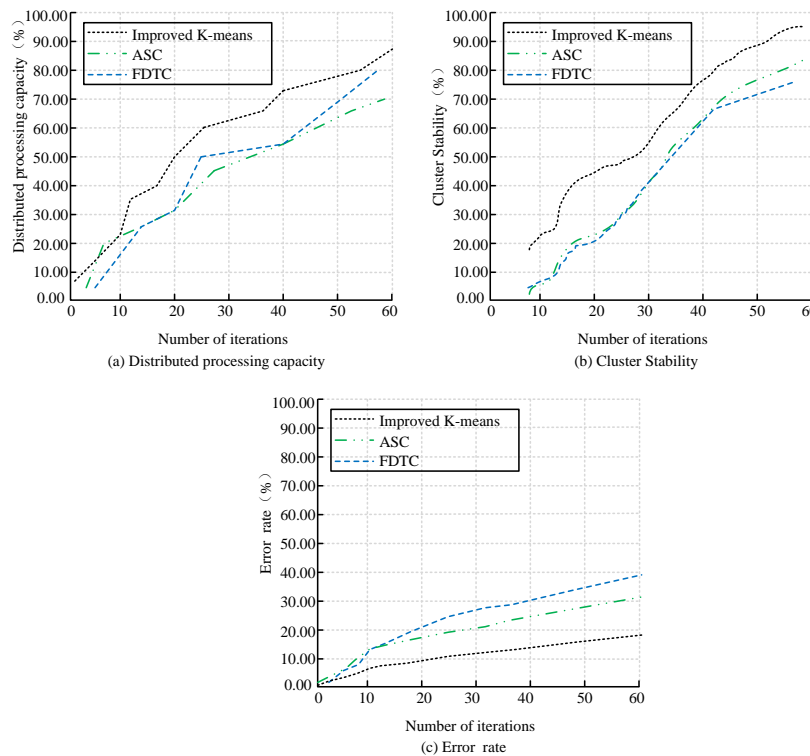 100.00
90.00
80.00
70.00
60.00
50.00
40.00
30.00
20.00
10.00
0.00
Distributed processing capacity（%）
Improved K-means
ASC
FDTC
0 10 20 30 40 50 60
Number of iterations
(a) Distributed processing capacity
100.00
90.00
80.00
70.00
60.00
50.00
40.00
30.00
20.00
10.00
0.00
Cluster Stability（%）
Improved K-means
ASC
FDTC
0 10 20 30 40 50 60
Number of iterations
(b) Cluster Stability
100.00
90.00
80.00
70.00
60.00
50.00
40.00
30.00
20.00
10.00
0.00
Error rate（%）
Improved K-means
ASC
FDTC
0 10 20 30 40 50 60
Number of iterations
(c) Error rate